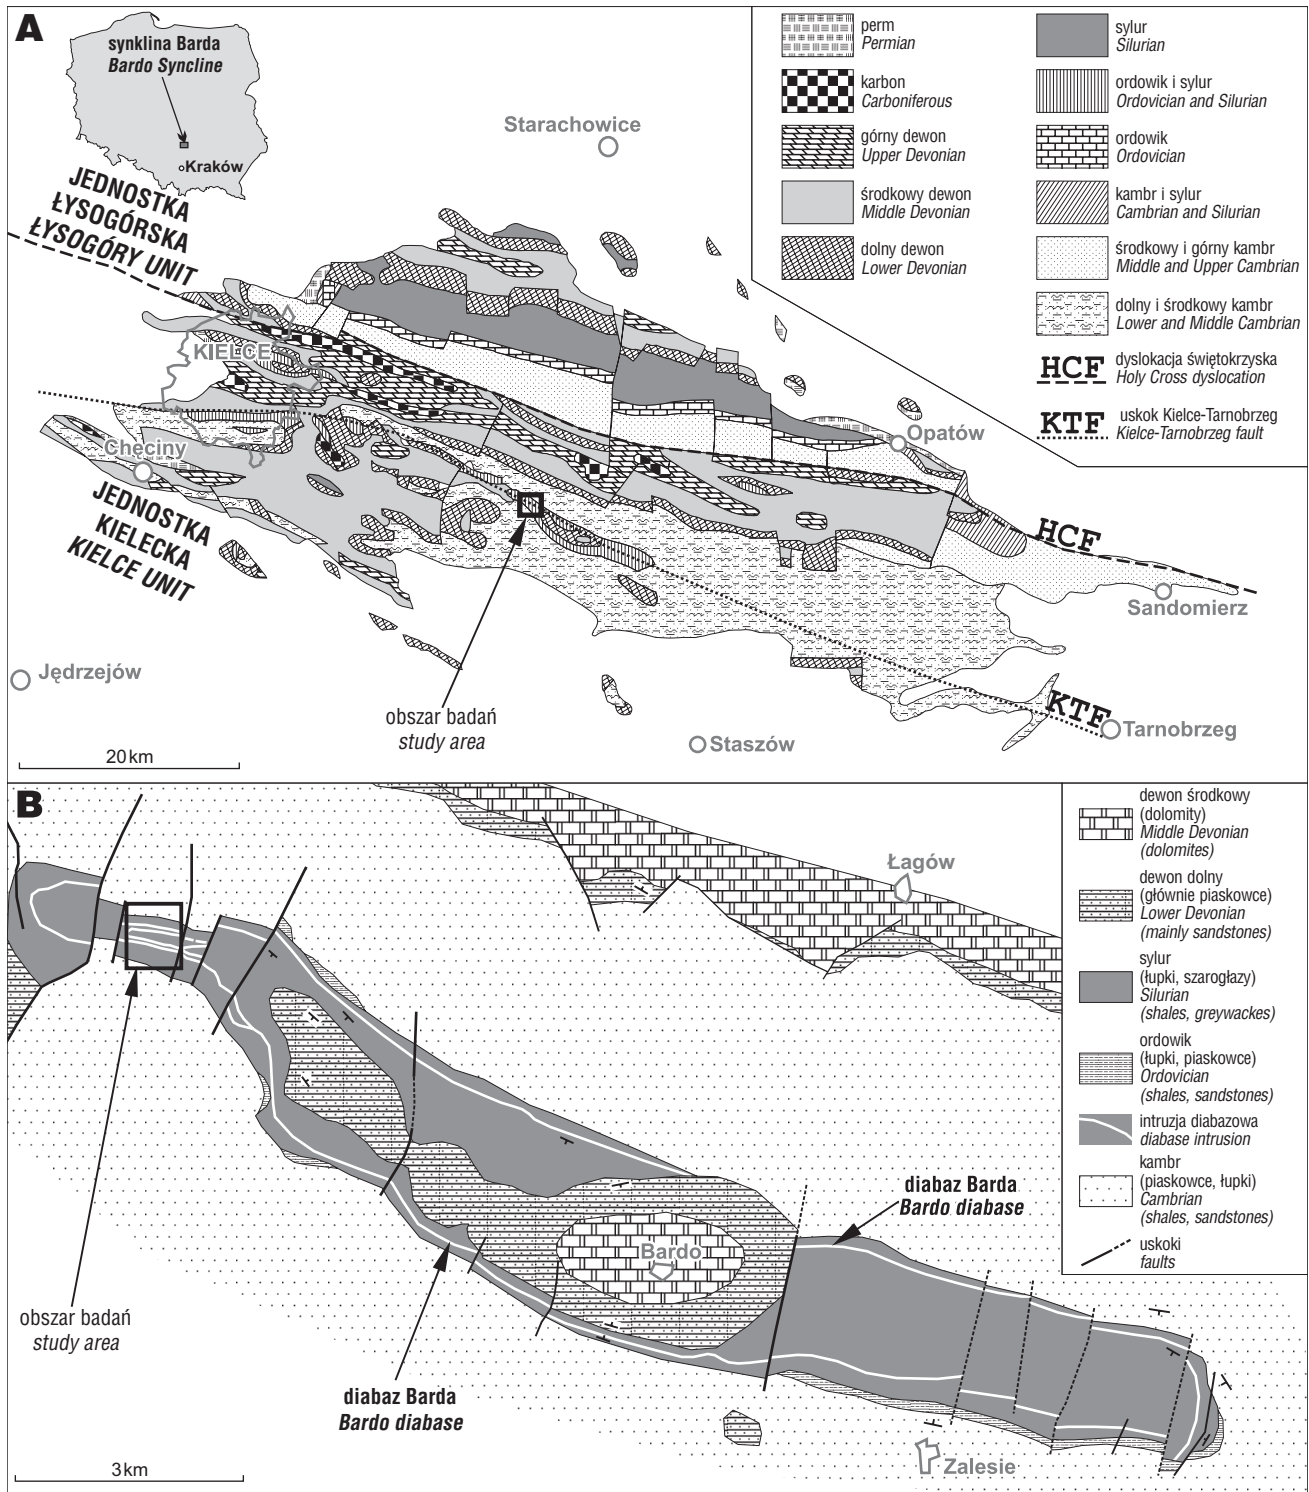 A
synklina Barda
Bardo Syncline
Kraków
JEDNOSTKA
ŁYSOGÓRSKA
ŁYSOGÓRY UNIT
Starachowice
KIELCE
Chęciny
Opatów
JEDNOSTKA
KIELECKA
KIELCE UNIT
HCF
Sandomierz
Jędrzejów
obszar badań
study area
KTF
Tarnobrzeg
Staszów
20 km
perm
Permian
karbon
Carboniferous
górny dewon
Upper Devonian
środkowy dewon
Middle Devonian
dolny dewon
Lower Devonian
sylur
Silurian
ordowik i sylur
Ordovician and Silurian
ordowik
Ordovician
kambr i sylur
Cambrian and Silurian
środkowy i górny kambr
Middle and Upper Cambrian
dolny i środkowy kambr
Lower and Middle Cambrian
HCF
dyslokacja świętokrzyska
Holy Cross dyslocation
KTF
uskok Kielce-Tarnobrzeg
Kielce-Tarnobrzeg fault
B
Łagów
diabaz Barda
Bardo diabase
Bardo
obszar badań
study area
diabaz Barda
Bardo diabase
Zalesie
3 km
dewon środkowy
(dolomity)
Middle Devonian
(dolomites)
dewon dolny
(głównie piaskowce)
Lower Devonian
(mainly sandstones)
sylur
(łupki, szarogłazy)
Silurian
(shales, greywackes)
ordowik
(łupki, piaskowce)
Ordovician
(shales, sandstones)
intruzja diabazowa
diabase intrusion
kambr
(piaskowce, łupki)
Cambrian
(shales, sandstones)
uskoki
faults